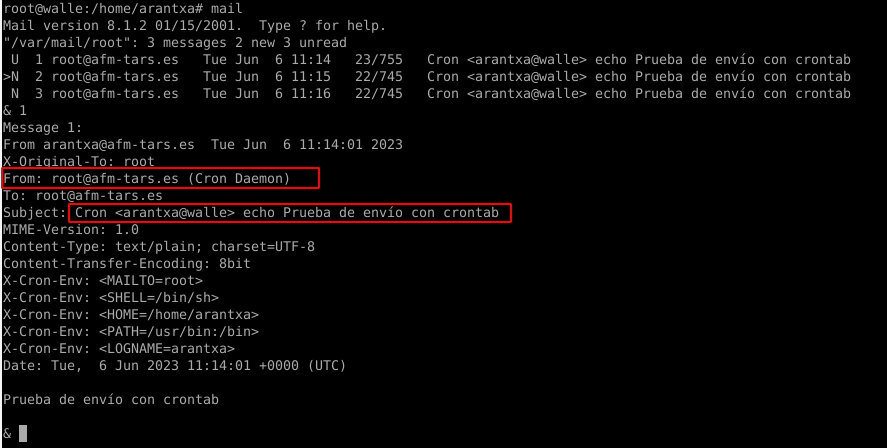 root@walle:/home/arantxa# mail
Mail version 8.1.2 01/15/2001.  Type ? for help.
"/var/mail/root": 3 messages 2 new 3 unread
 U  1 root@afm-tars.es   Tue Jun  6 11:14   23/755   Cron <arantxa@walle> echo Prueba de envío con crontab
>N  2 root@afm-tars.es   Tue Jun  6 11:15   22/745   Cron <arantxa@walle> echo Prueba de envío con crontab
 N  3 root@afm-tars.es   Tue Jun  6 11:16   22/745   Cron <arantxa@walle> echo Prueba de envío con crontab
& 1
Message 1:
From arantxa@afm-tars.es  Tue Jun  6 11:14:01 2023
X-Original-To: root
From: root@afm-tars.es (Cron Daemon)
To: root@afm-tars.es
Subject: Cron <arantxa@walle> echo Prueba de envío con crontab
MIME-Version: 1.0
Content-Type: text/plain; charset=UTF-8
Content-Transfer-Encoding: 8bit
X-Cron-Env: <MAILTO=root>
X-Cron-Env: <SHELL=/bin/sh>
X-Cron-Env: <HOME=/home/arantxa>
X-Cron-Env: <PATH=/usr/bin:/bin>
X-Cron-Env: <LOGNAME=arantxa>
Date: Tue,  6 Jun 2023 11:14:01 +0000 (UTC)

Prueba de envío con crontab

&